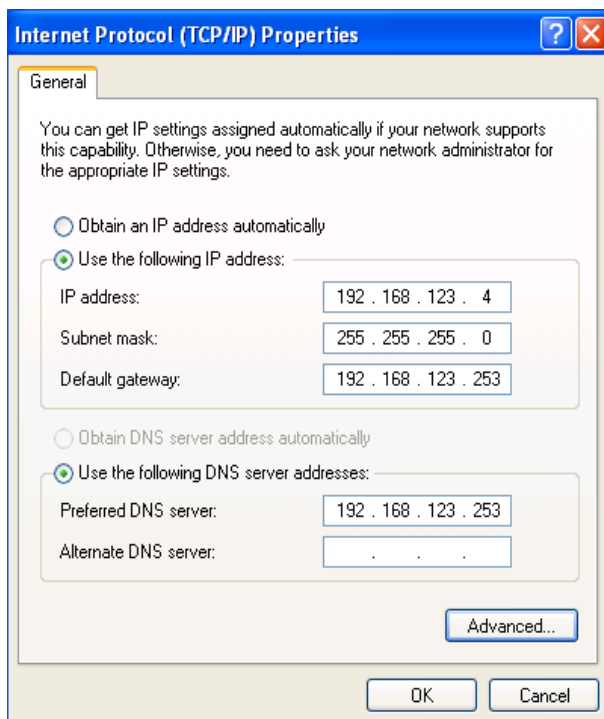 Internet Protocol (TCP/IP) Properties
General
You can get IP settings assigned automatically if your network supports
this capability. Otherwise, you need to ask your network administrator for
the appropriate IP settings.
Obtain an IP address automatically
Use the following IP address:
IP address: 192 . 168 . 123 . 4
Subnet mask: 255 . 255 . 255 . 0
Default gateway: 192 . 168 . 123 . 253
Obtain DNS server address automatically
Use the following DNS server addresses:
Preferred DNS server: 192 . 168 . 123 . 253
Alternate DNS server: . . .
Advanced...
OK Cancel